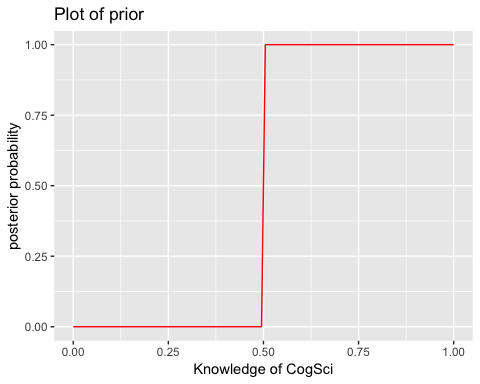 Plot of prior
posterior probability
1.00
0.75
0.50
0.25
0.00
0.00 0.25 0.50 0.75 1.00
Knowledge of CogSci